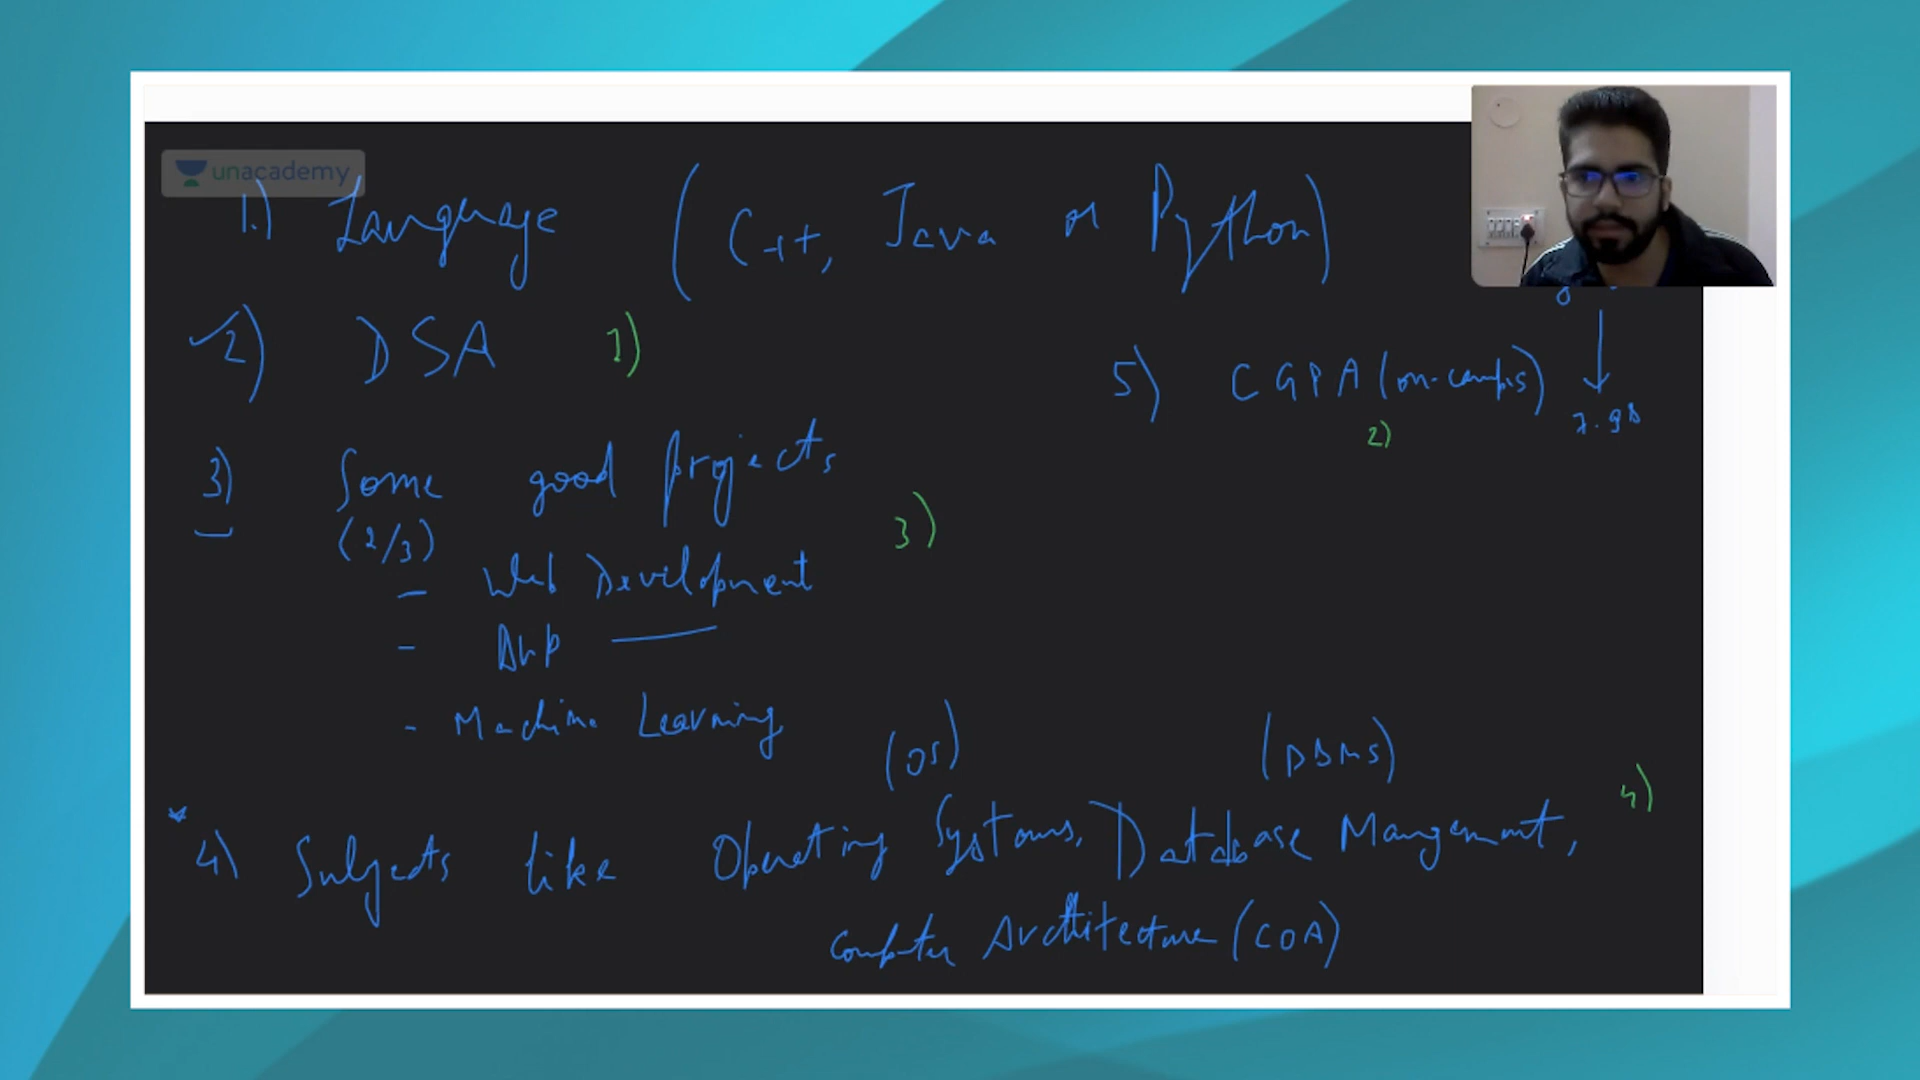 unacademy
1.) Language (C++, Java or Python)
2) DSA 1)
5) CGPA (on-campus)
7.98
2)
3) Some good projects
(2/3)
3)
- Web Development
- App
- Machine Learning
(OS) (DBMS)
4)
4) Subjects like Operating Systems, Database Mangement,
Computer Architecture (COA)